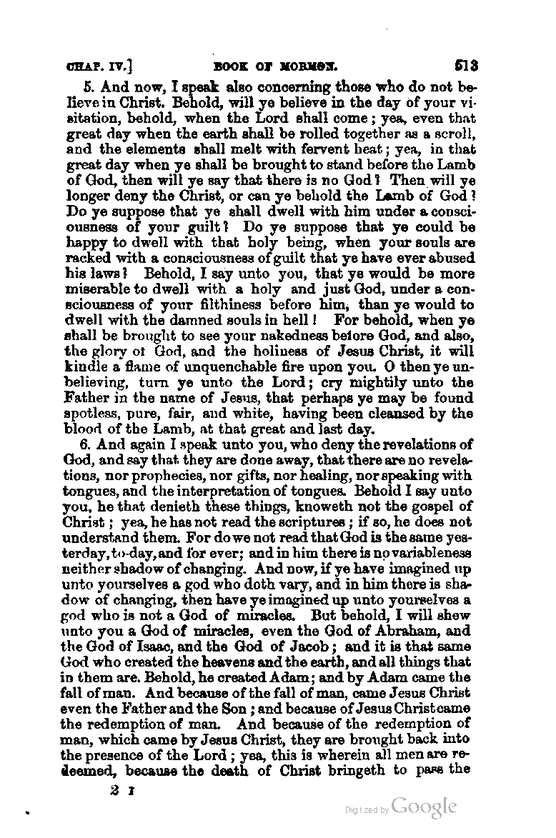 CHAP. IV.] BOOK OF MORMON. 513
5. And now, I speak also concerning those who do not be-
lieve in Christ. Behold, will ye believe in the day of your vi-
sitation, behold, when the Lord shall come; yea, even that
great day when the earth shall be rolled together as a scroll,
and the elements shall melt with fervent heat; yea, in that
great day when ye shall be brought to stand before the Lamb
of God, then will ye say that there is no God? Then will ye
longer deny the Christ, or can ye behold the Lamb of God?
Do ye suppose that ye shall dwell with him under a consci-
ousness of your guilt? Do ye suppose that ye could be
happy to dwell with that holy being, when your souls are
racked with a consciousness of guilt that ye have ever abused
his laws? Behold, I say unto you, that ye would be more
miserable to dwell with a holy and just God, under a con-
sciousness of your filthiness before him, than ye would to
dwell with the damned souls in hell! For behold, when ye
shall be brought to see your nakedness before God, and also,
the glory of God, and the holiness of Jesus Christ, it will
kindle a flame of unquenchable fire upon you. O then ye un-
believing, turn ye unto the Lord; cry mightily unto the
Father in the name of Jesus, that perhaps ye may be found
spotless, pure, fair, and white, having been cleansed by the
blood of the Lamb, at that great and last day.
6. And again I speak unto you, who deny the revelations of
God, and say that they are done away, that there are no revela-
tions, nor prophecies, nor gifts, nor healing, nor speaking with
tongues, and the interpretation of tongues. Behold I say unto
you, he that denieth these things, knoweth not the gospel of
Christ; yea, he has not read the scriptures; if so, he does not
understand them. For do we not read that God is the same yes-
terday, to-day, and for ever; and in him there is no variableness
neither shadow of changing. And now, if ye have imagined up
unto yourselves a god who doth vary, and in him there is sha-
dow of changing, then have ye imagined up unto yourselves a
god who is not a God of miracles. But behold, I will shew
unto you a God of miracles, even the God of Abraham, and
the God of Isaac, and the God of Jacob; and it is that same
God who created the heavens and the earth, and all things that
in them are. Behold, he created Adam; and by Adam came the
fall of man. And because of the fall of man, came Jesus Christ
even the Father and the Son; and because of Jesus Christ came
the redemption of man. And because of the redemption of
man, which came by Jesus Christ, they are brought back into
the presence of the Lord; yea, this is wherein all men are re-
deemed, because the death of Christ bringeth to pass the
2 I
Digitized by Google